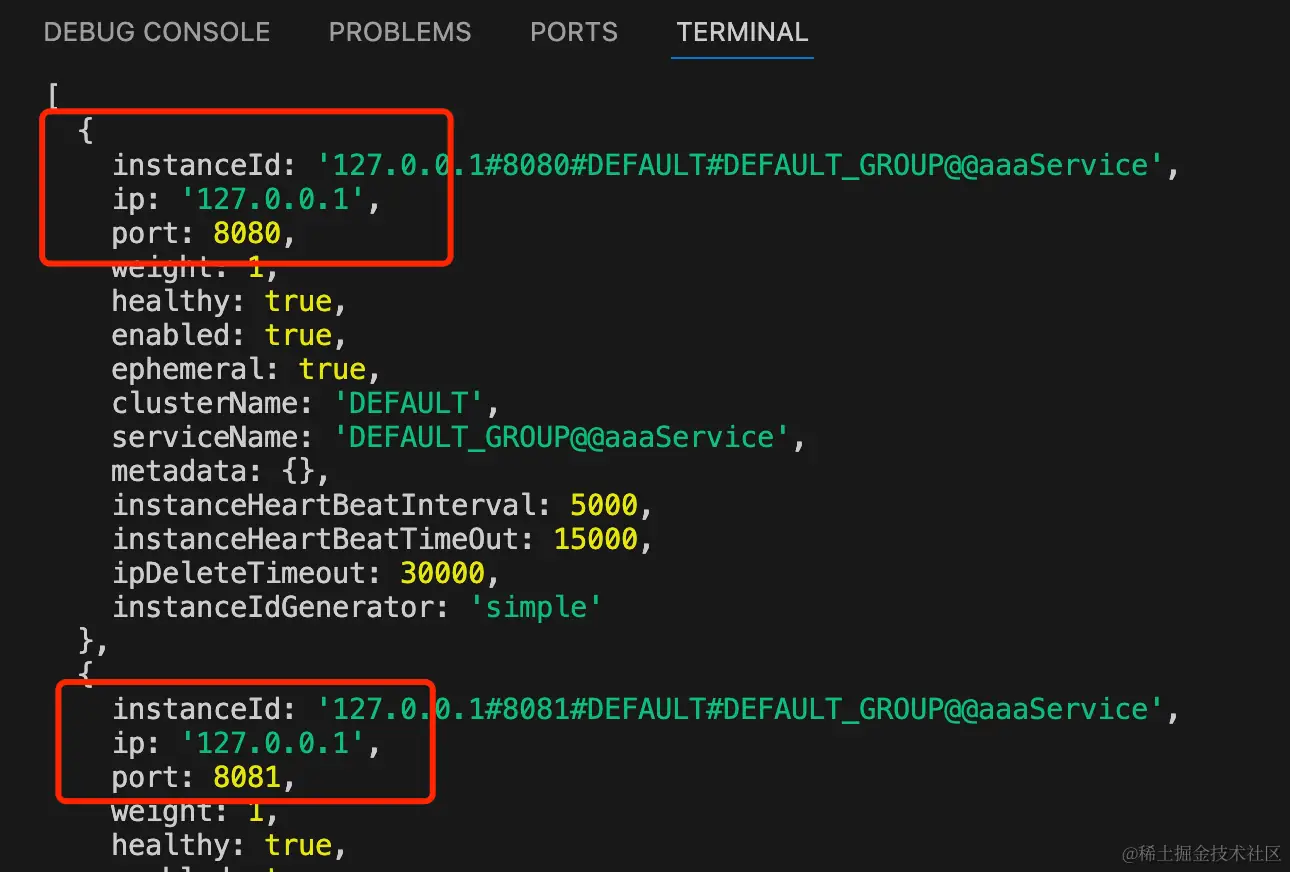 DEBUG CONSOLE PROBLEMS PORTS TERMINAL
[
{
instanceId: '127.0.0.1#8080#DEFAULT#DEFAULT_GROUP@@aaaService',
ip: '127.0.0.1',
port: 8080,
weight: 1,
healthy: true,
enabled: true,
ephemeral: true,
clusterName: 'DEFAULT',
serviceName: 'DEFAULT_GROUP@@aaaService',
metadata: {},
instanceHeartBeatInterval: 5000,
instanceHeartBeatTimeOut: 15000,
ipDeleteTimeout: 30000,
instanceIdGenerator: 'simple'
},
{
instanceId: '127.0.0.1#8081#DEFAULT#DEFAULT_GROUP@@aaaService',
ip: '127.0.0.1',
port: 8081,
weight: 1,
healthy: true,
@稀土掘金技术社区